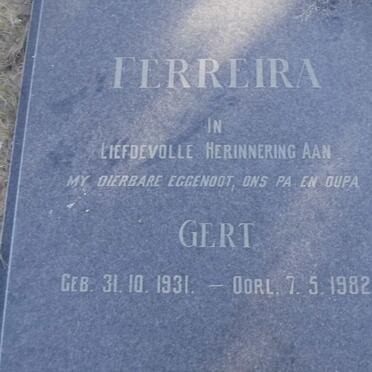 FERREIRA
IN
LIEFDEVOLLE HERINNERING AAN
MY DIERBARE EGGENOOT, ONS PA EN OUPA
GERT
GEB. 31. 10. 1931. — OORL. 7. 5. 1982